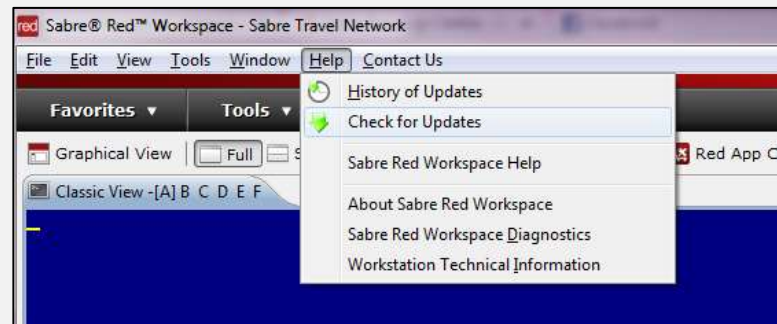 red Sabre® Red™ Workspace - Sabre Travel Network
File Edit View Tools Window Help Contact Us
History of Updates
Favorites ▼ Tools ▼
Check for Updates
Graphical View Full S Red App C
Sabre Red Workspace Help
Classic View -[A] B C D E F
About Sabre Red Workspace
Sabre Red Workspace Diagnostics
Workstation Technical Information